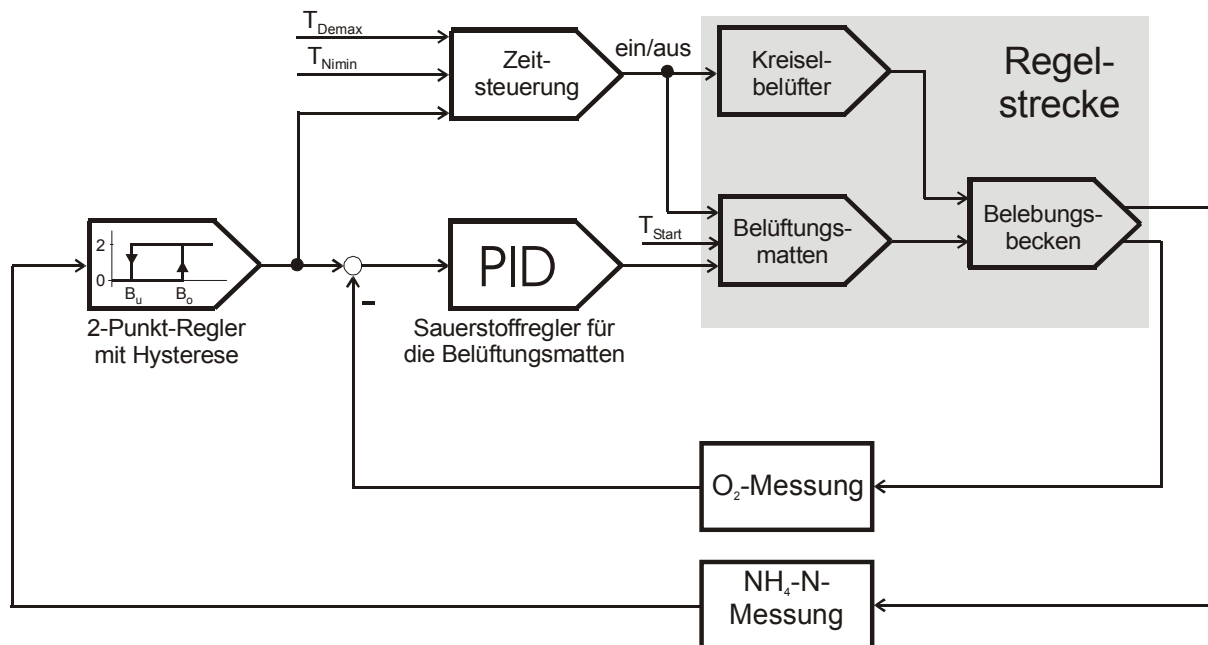 T_Demax
T_Nimin
Zeit-
steuerung
ein/aus
Kreisel-
belüfter
Regel-
strecke
2
0
B_u B_o
2-Punkt-Regler
mit Hysterese
-
PID
Sauerstoffregler für
die Belüftungsmatten
T_Start
Belüftungs-
matten
Belebungs-
becken
O₂-Messung
NH₄-N-
Messung